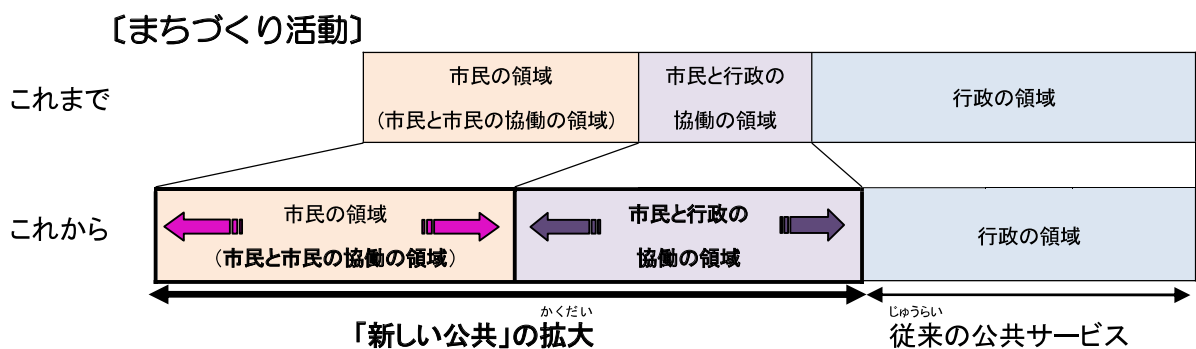 〔まちづくり活動〕
これまで
市民の領域
（市民と市民の協働の領域）
市民と行政の
協働の領域
行政の領域
これから
市民の領域
（市民と市民の協働の領域）
市民と行政の
協働の領域
行政の領域
かくだい
「新しい公共」の拡大
じゅうらい
従来の公共サービス